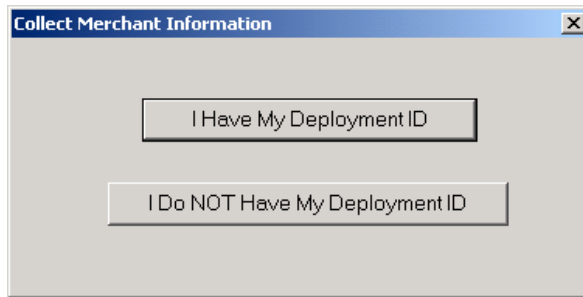 Collect Merchant Information
I Have My Deployment ID
I Do NOT Have My Deployment ID